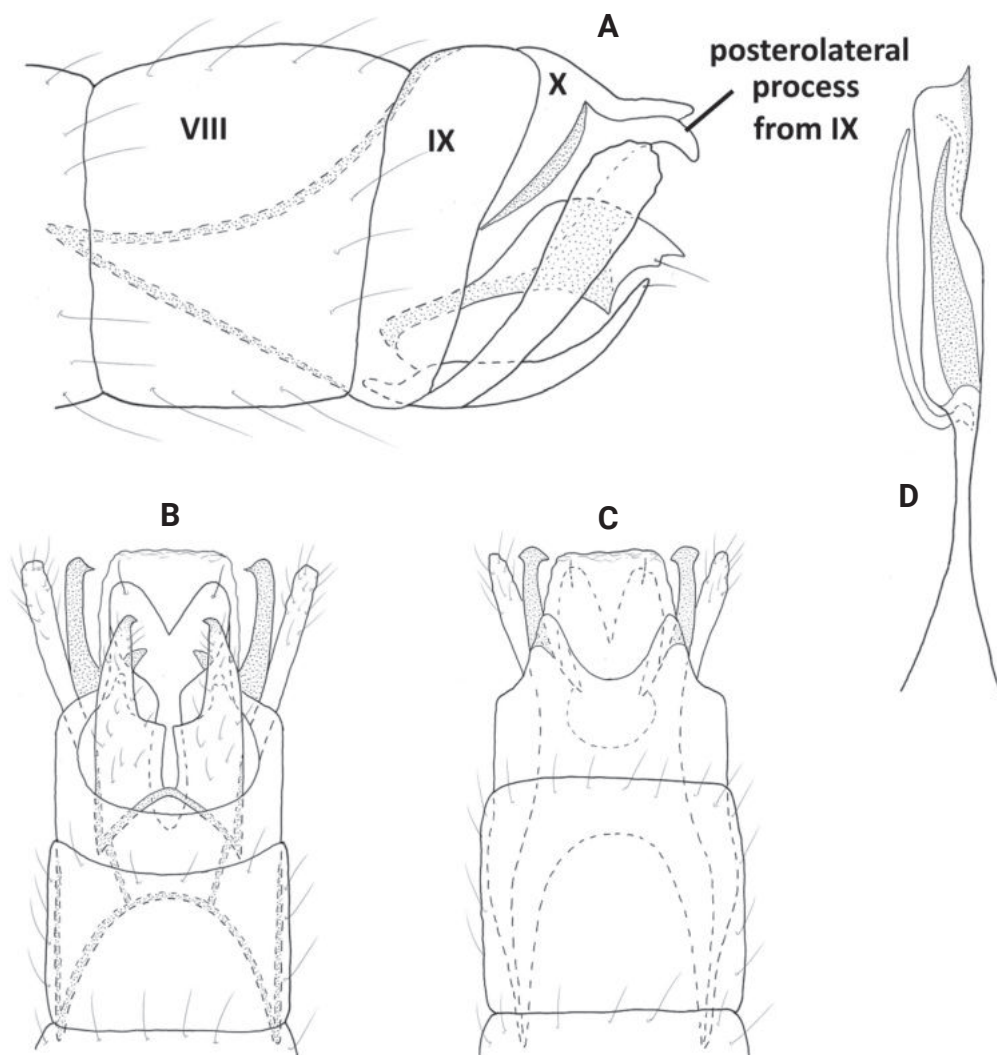 A
posterolateral
process
from IX
X
VIII
IX
D
B
C